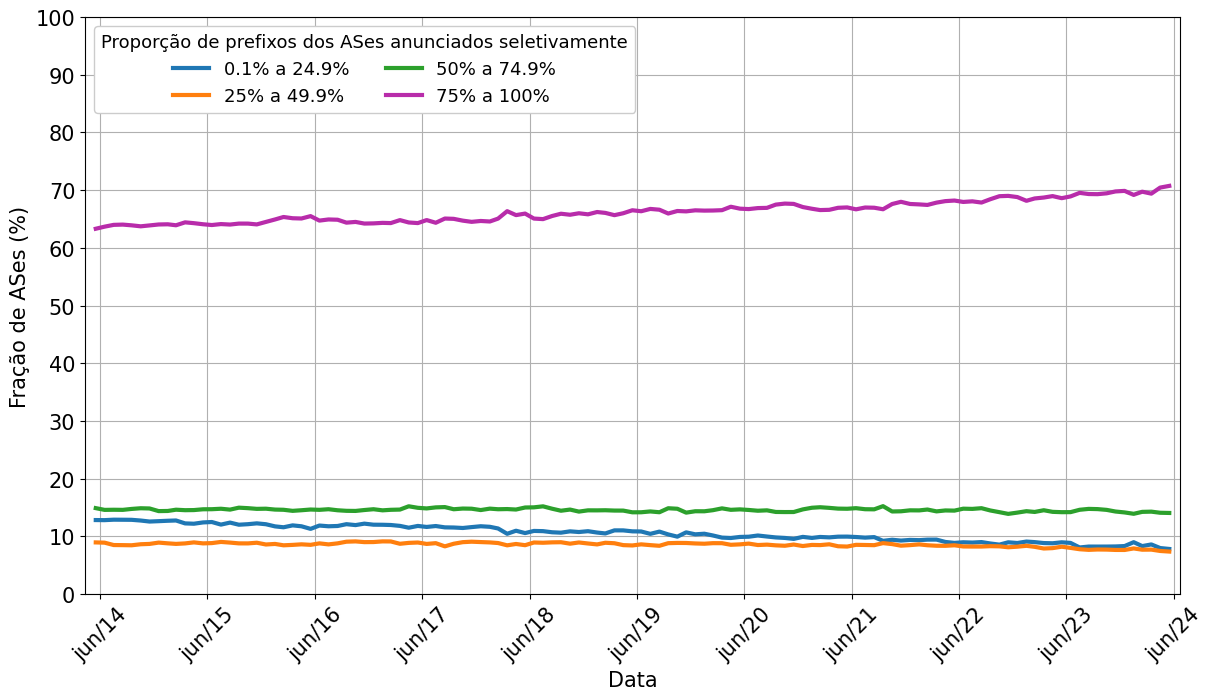 Proporção de prefixos dos ASes anunciados seletivamente
0.1% a 24.9% 50% a 74.9%
25% a 49.9% 75% a 100%
Fração de ASes (%)
100
90
80
70
60
50
40
30
20
10
0
jun/14 jun/15 jun/16 jun/17 jun/18 jun/19 jun/20 jun/21 jun/22 jun/23 jun/24
Data